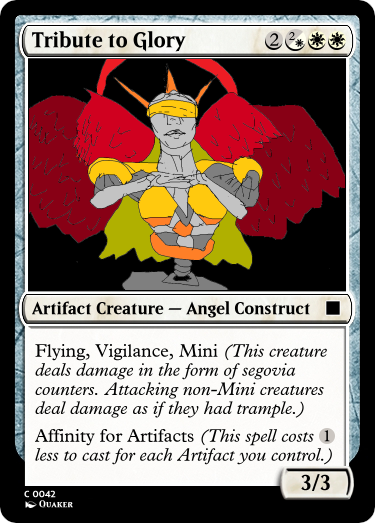 Tribute to Glory 2 2
Artifact Creature — Angel Construct
Flying, Vigilance, Mini (This creature
deals damage in the form of segovia
counters. Attacking non-Mini creatures
deal damage as if they had trample.)
Affinity for Artifacts (This spell costs 1
less to cast for each Artifact you control.)
3/3
C 0042
Quaker